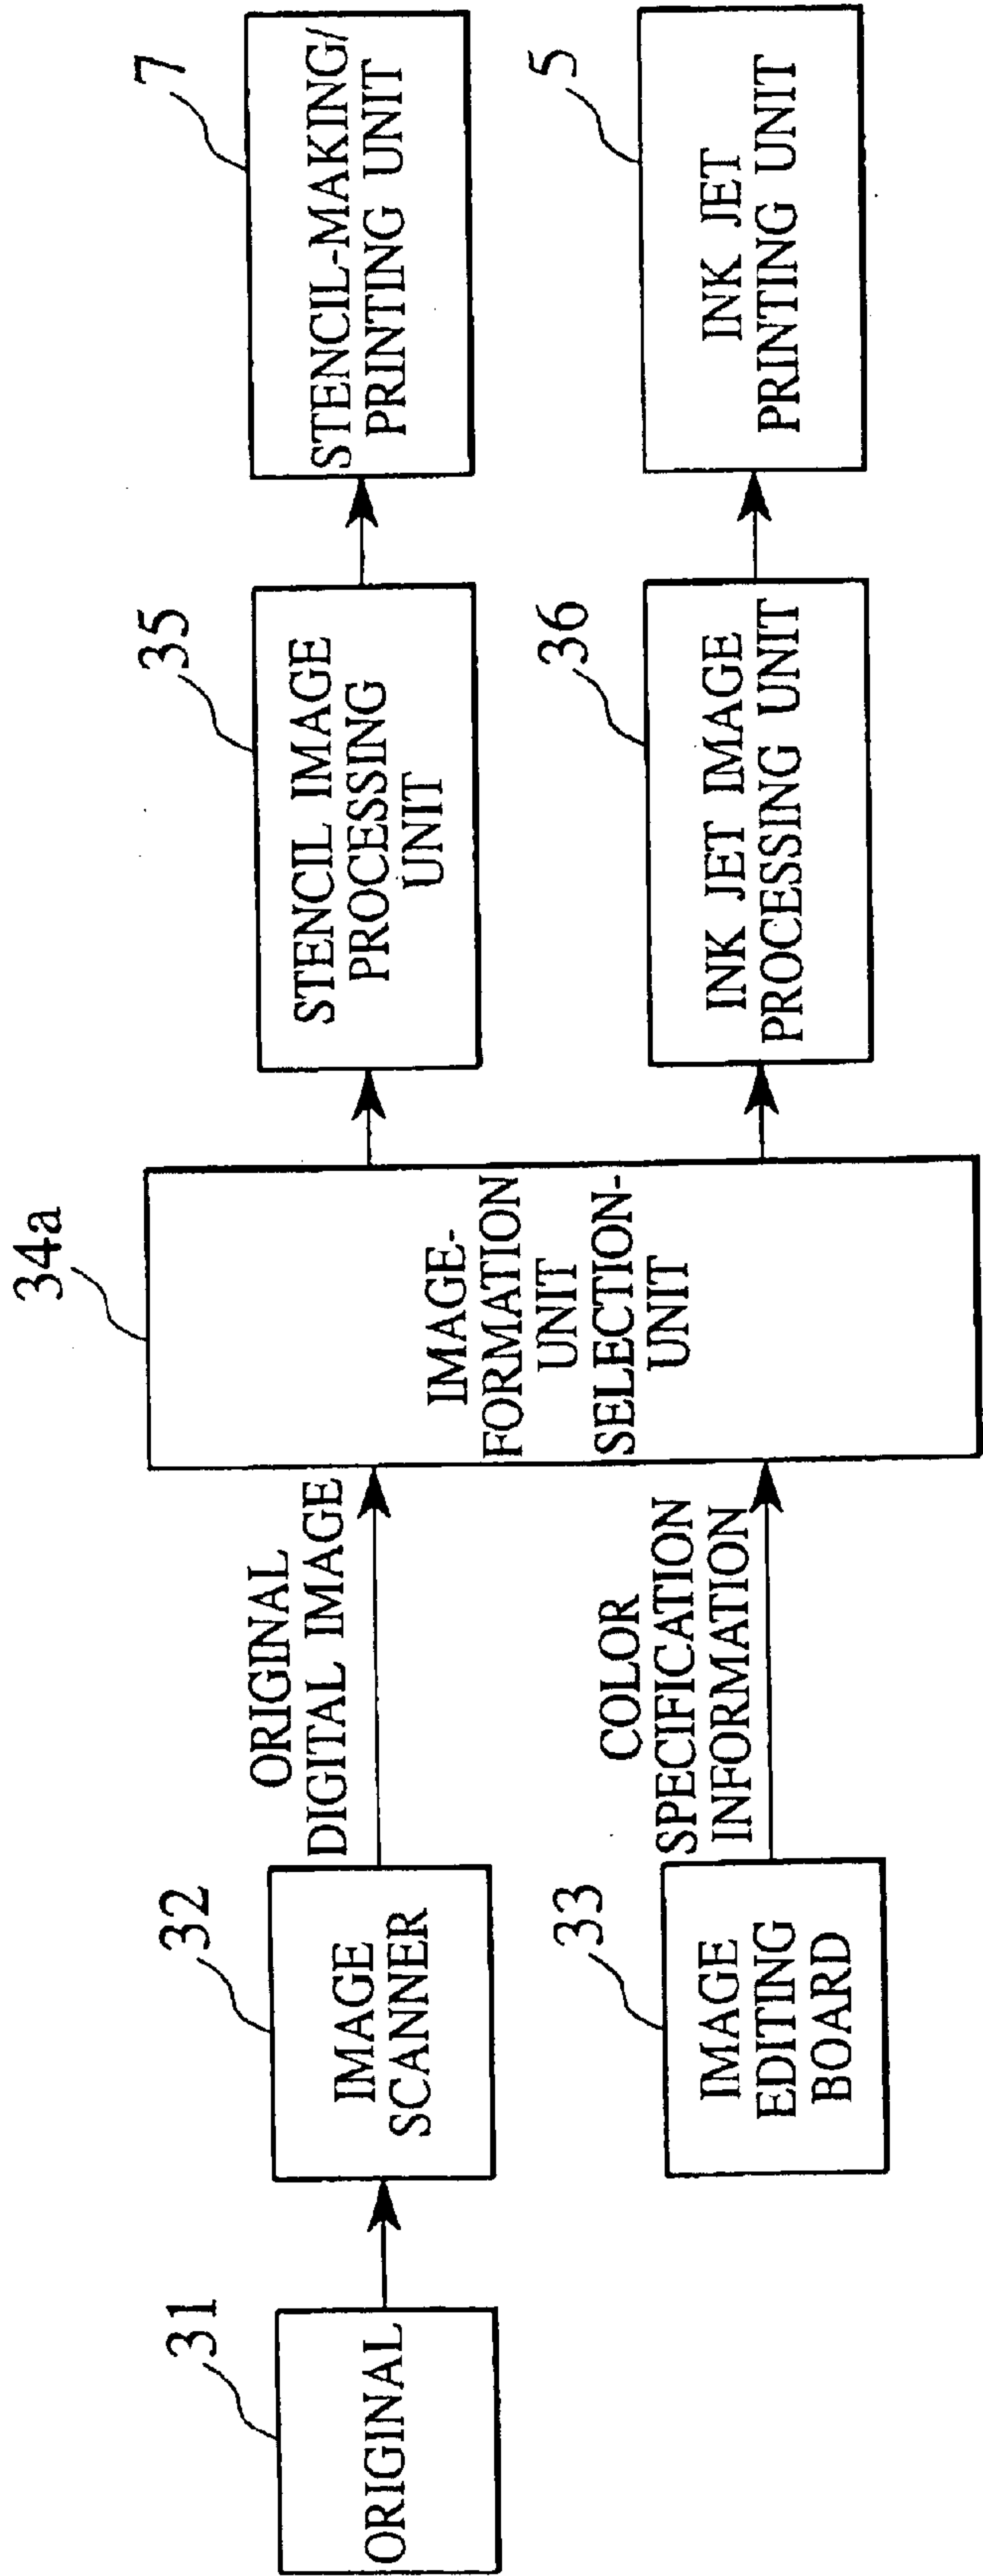 31
ORIGINAL
32
IMAGE
SCANNER
ORIGINAL
DIGITAL IMAGE
33
IMAGE
EDITING
BOARD
COLOR
SPECIFICATION
INFORMATION
34a
IMAGE-
FORMATION
UNIT
SELECTION-
UNIT
35
STENCIL IMAGE
PROCESSING
UNIT
7
STENCIL-MAKING/
PRINTING UNIT
36
INK JET IMAGE
PROCESSING UNIT
5
INK JET
PRINTING UNIT